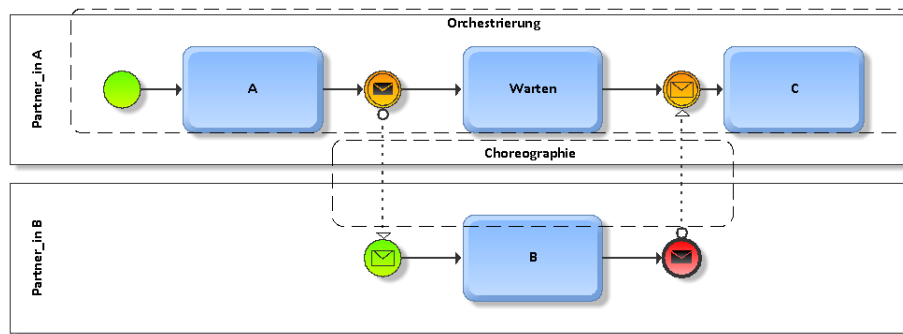 Orchestrierung
Partner_in A
A
Warten
C
Choreographie
Partner_in B
B